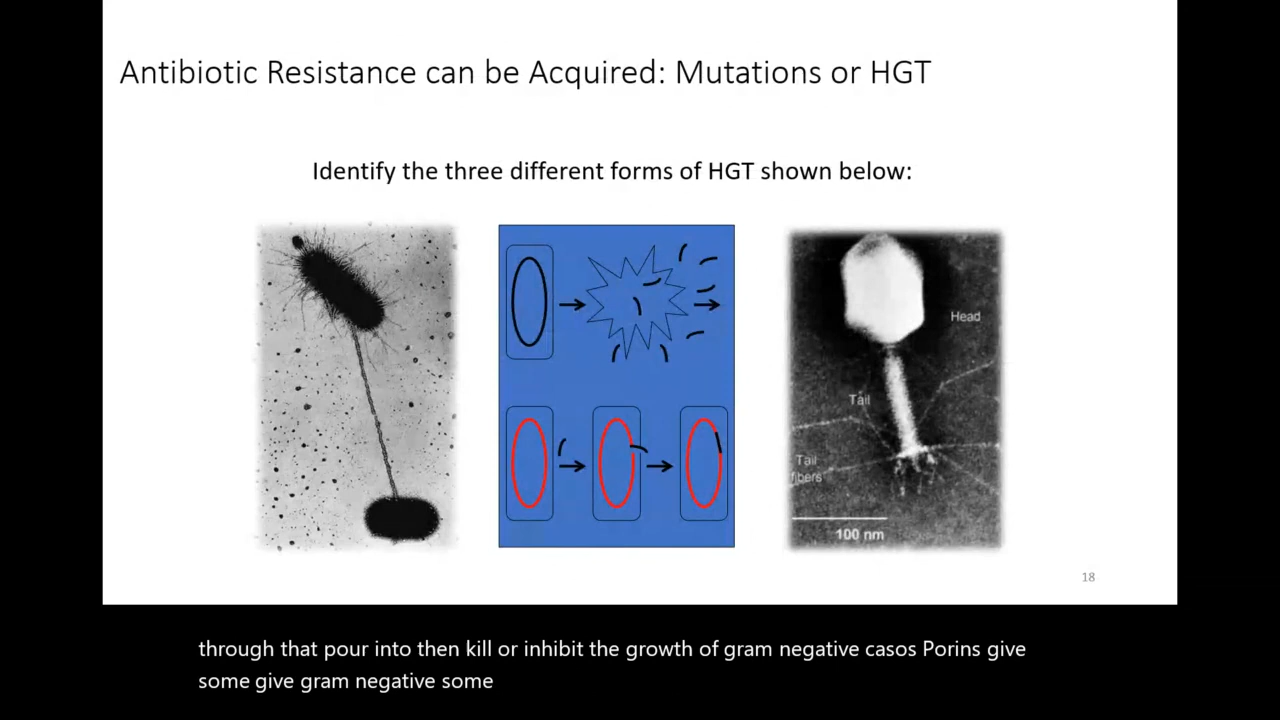 Antibiotic Resistance can be Acquired: Mutations or HGT
Identify the three different forms of HGT shown below:
Head
Tail
Tail
fibers
100 nm
18
through that pour into then kill or inhibit the growth of gram negative casos Porins give
some give gram negative some